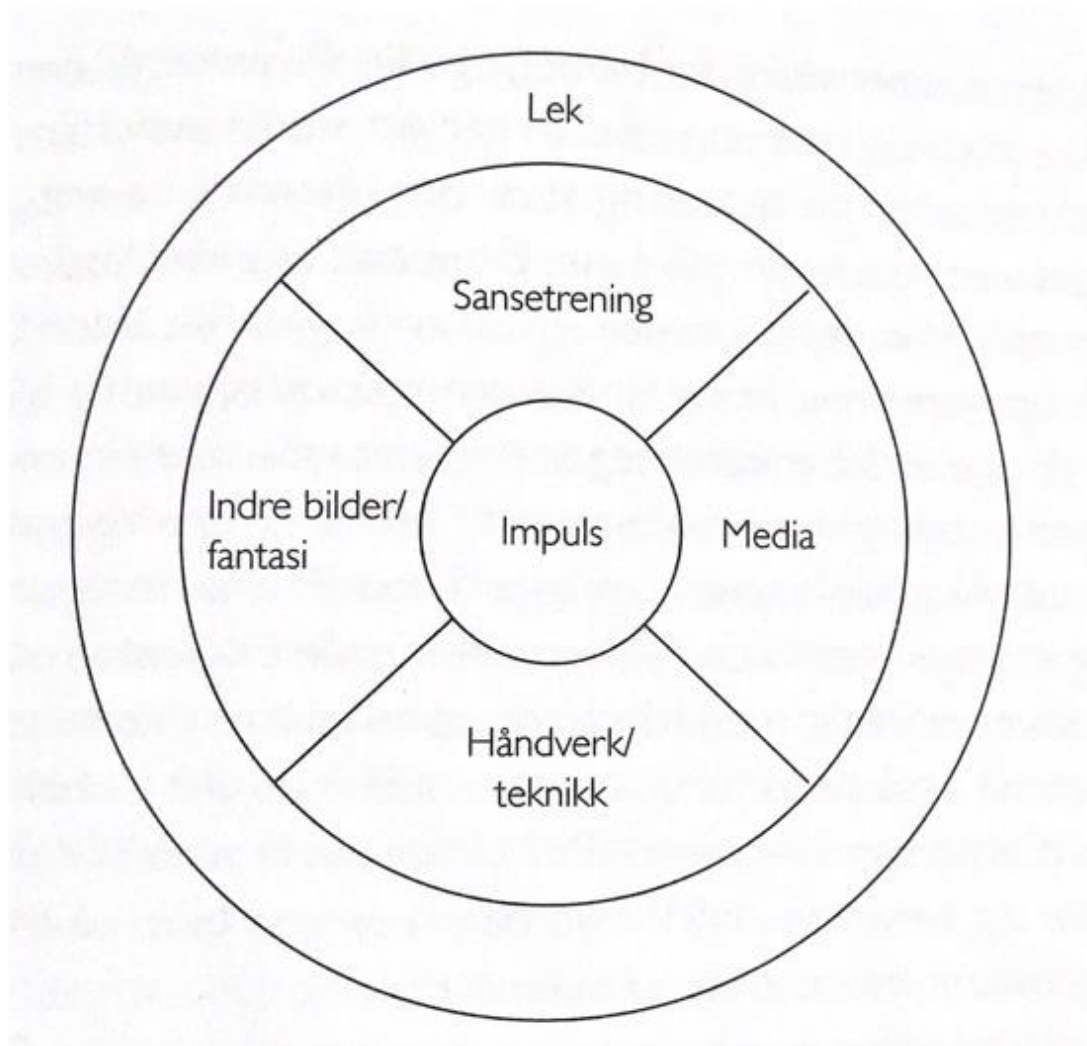 Lek
Sansetrening
Indre bilder/
fantasi
Impuls
Media
Håndverk/
teknikk